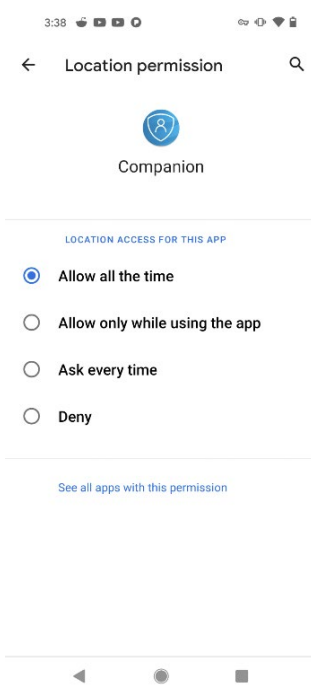 3:38
Location permission
Companion
LOCATION ACCESS FOR THIS APP
Allow all the time
Allow only while using the app
Ask every time
Deny
See all apps with this permission